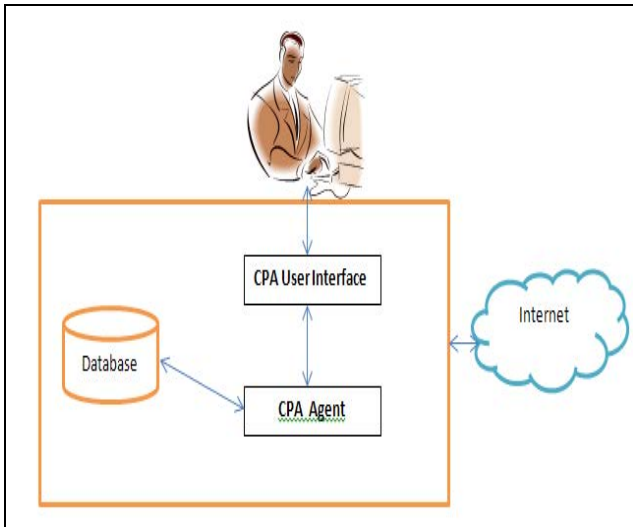 CPA User Interface
Internet
Database
CPA Agent